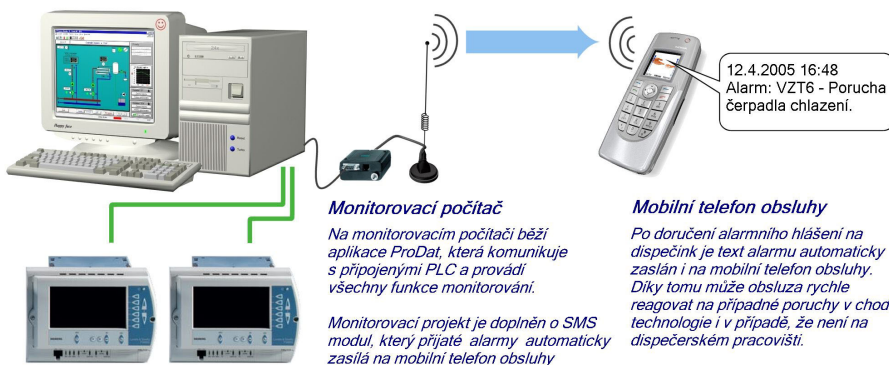 12.4.2005 16:48
Alarm: VZT6 - Porucha
čerpadla chlazení.
Monitorovací počítač
Na monitorovacím počítači běží
aplikace ProDat, která komunikuje
s připojenými PLC a provádí
všechny funkce monitorování.
Monitorovací projekt je doplněn o SMS
modul, který přijaté alarmy automaticky
zasílá na mobilní telefon obsluhy
Mobilní telefon obsluhy
Po doručení alarmního hlášení na
dispečink je text alarmu automaticky
zaslán i na mobilní telefon obsluhy.
Díky tomu může obsluza rychle
reagovat na případné poruchy v chod
technologie i v případě, že není na
dispečerském pracovišti.